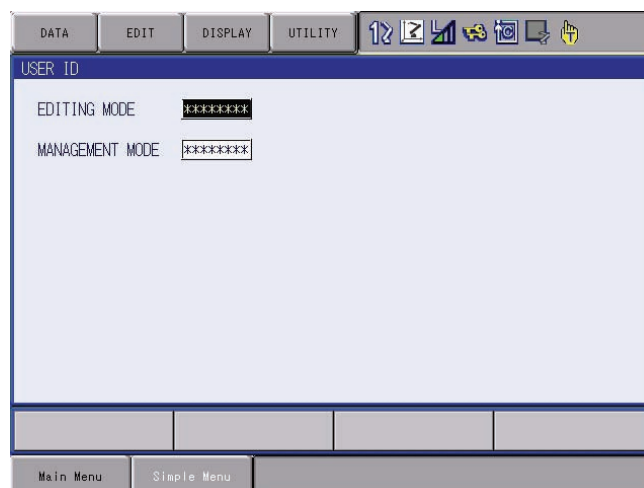 DATA EDIT DISPLAY UTILITY
USER ID
EDITING MODE ********
MANAGEMENT MODE ********
Main Menu Simple Menu